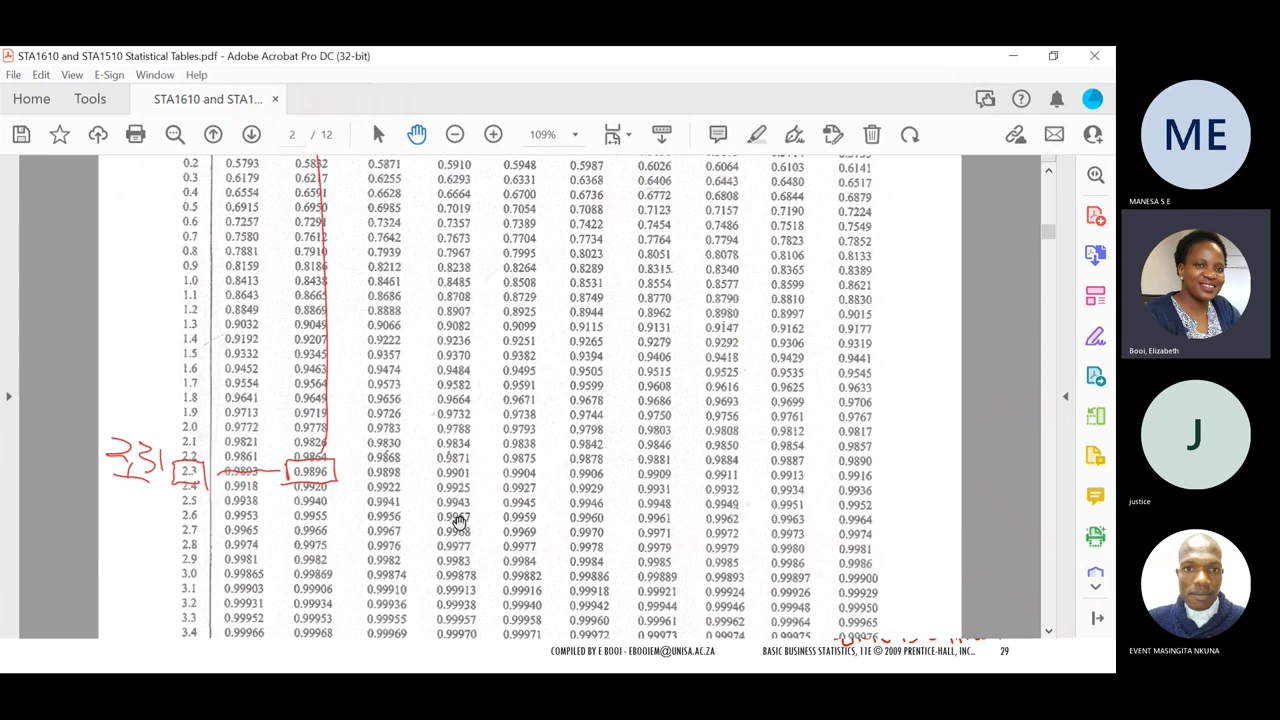 STA1610 and STA1510 Statistical Tables.pdf - Adobe Acrobat Pro DC (32-bit)
File Edit View E-Sign Window Help
Home Tools STA1610 and STA1... ×
2 / 12 109%
0.2 0.5793 0.5832 0.5871 0.5910 0.5948 0.5987 0.6026 0.6064 0.6103 0.6141
0.3 0.6179 0.6217 0.6255 0.6293 0.6331 0.6368 0.6406 0.6443 0.6480 0.6517
0.4 0.6554 0.6591 0.6628 0.6664 0.6700 0.6736 0.6772 0.6808 0.6844 0.6879
0.5 0.6915 0.6950 0.6985 0.7019 0.7054 0.7088 0.7123 0.7157 0.7190 0.7224
0.6 0.7257 0.7291 0.7324 0.7357 0.7389 0.7422 0.7454 0.7486 0.7518 0.7549
0.7 0.7580 0.7612 0.7642 0.7673 0.7704 0.7734 0.7764 0.7794 0.7823 0.7852
0.8 0.7881 0.7910 0.7939 0.7967 0.7995 0.8023 0.8051 0.8078 0.8106 0.8133
0.9 0.8159 0.8186 0.8212 0.8238 0.8264 0.8289 0.8315 0.8340 0.8365 0.8389
1.0 0.8413 0.8438 0.8461 0.8485 0.8508 0.8531 0.8554 0.8577 0.8599 0.8621
1.1 0.8643 0.8665 0.8686 0.8708 0.8729 0.8749 0.8770 0.8790 0.8810 0.8830
1.2 0.8849 0.8869 0.8888 0.8907 0.8925 0.8944 0.8962 0.8980 0.8997 0.9015
1.3 0.9032 0.9049 0.9066 0.9082 0.9099 0.9115 0.9131 0.9147 0.9162 0.9177
1.4 0.9192 0.9207 0.9222 0.9236 0.9251 0.9265 0.9279 0.9292 0.9306 0.9319
1.5 0.9332 0.9345 0.9357 0.9370 0.9382 0.9394 0.9406 0.9418 0.9429 0.9441
1.6 0.9452 0.9463 0.9474 0.9484 0.9495 0.9505 0.9515 0.9525 0.9535 0.9545
1.7 0.9554 0.9564 0.9573 0.9582 0.9591 0.9599 0.9608 0.9616 0.9625 0.9633
1.8 0.9641 0.9649 0.9656 0.9664 0.9671 0.9678 0.9686 0.9693 0.9699 0.9706
1.9 0.9713 0.9719 0.9726 0.9732 0.9738 0.9744 0.9750 0.9756 0.9761 0.9767
2.0 0.9772 0.9778 0.9783 0.9788 0.9793 0.9798 0.9803 0.9808 0.9812 0.9817
2.1 0.9821 0.9826 0.9830 0.9834 0.9838 0.9842 0.9846 0.9850 0.9854 0.9857
2.2 0.9861 0.9864 0.9868 0.9871 0.9875 0.9878 0.9881 0.9884 0.9887 0.9890
2,31 2.3 0.9893 0.9896 0.9898 0.9901 0.9904 0.9906 0.9909 0.9911 0.9913 0.9916
2.4 0.9918 0.9920 0.9922 0.9925 0.9927 0.9929 0.9931 0.9932 0.9934 0.9936
2.5 0.9938 0.9940 0.9941 0.9943 0.9945 0.9946 0.9948 0.9949 0.9951 0.9952
2.6 0.9953 0.9955 0.9956 0.9957 0.9959 0.9960 0.9961 0.9962 0.9963 0.9964
2.7 0.9965 0.9966 0.9967 0.9968 0.9969 0.9970 0.9971 0.9972 0.9973 0.9974
2.8 0.9974 0.9975 0.9976 0.9977 0.9977 0.9978 0.9979 0.9979 0.9980 0.9981
2.9 0.9981 0.9982 0.9982 0.9983 0.9984 0.9984 0.9985 0.9985 0.9986 0.9986
3.0 0.99865 0.99869 0.99874 0.99878 0.99882 0.99886 0.99889 0.99893 0.99897 0.99900
3.1 0.99903 0.99906 0.99910 0.99913 0.99916 0.99918 0.99921 0.99924 0.99926 0.99929
3.2 0.99931 0.99934 0.99936 0.99938 0.99940 0.99942 0.99944 0.99946 0.99948 0.99950
3.3 0.99952 0.99953 0.99955 0.99957 0.99958 0.99960 0.99961 0.99962 0.99964 0.99965
3.4 0.99966 0.99968 0.99969 0.99970 0.99971 0.99972 0.99973 0.99974 0.99975 0.99976
COMPILED BY E BOOI - EBOOIEM@UNISA.AC.ZA BASIC BUSINESS STATISTICS, 11E © 2009 PRENTICE-HALL, INC.. 29
ME
MANESA S E
Booi, Elizabeth
J
justice
EVENT MASINGITA NKUNA